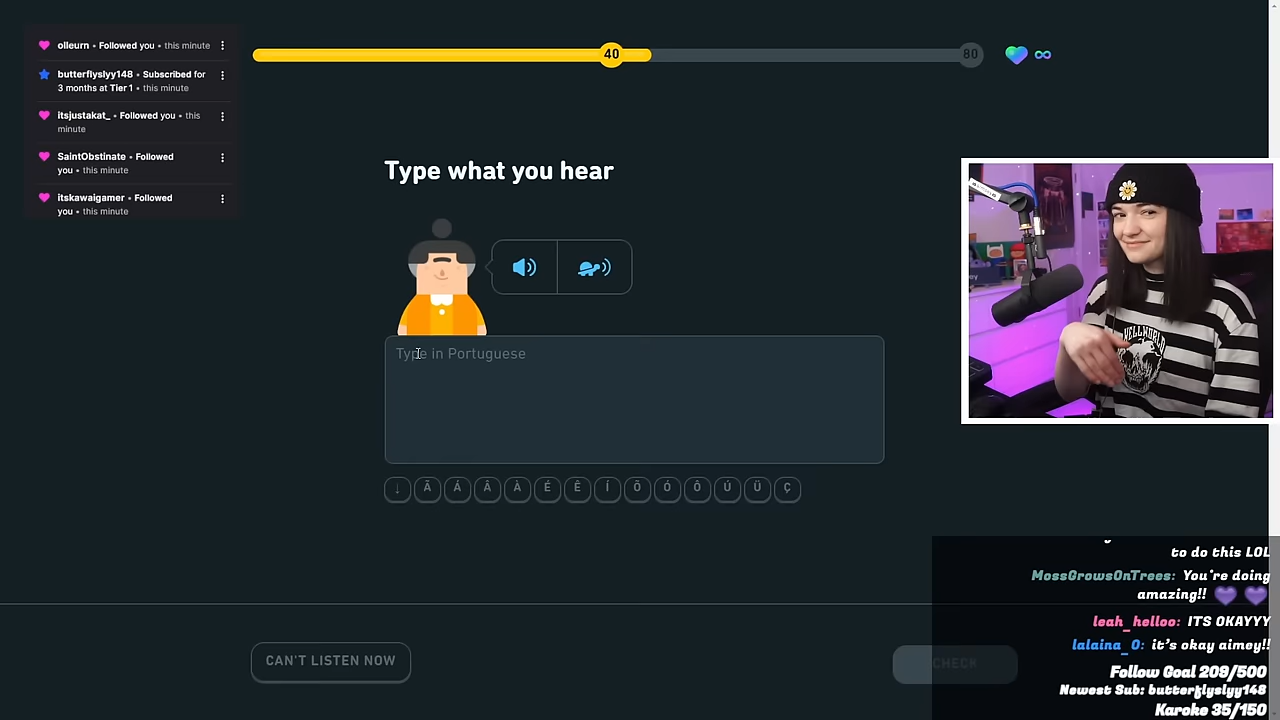 olleurn • Followed you • this minute
butterflyslyy148 • Subscribed for
3 months at Tier 1 • this minute
itsjustakat_ • Followed you • this
minute
SaintObstinate • Followed
you • this minute
itskawaigamer • Followed
you • this minute
40
80
Type what you hear
Type in Portuguese
↓ Ã Á Â À É Ê Í Õ Ó Ô Ú Ü Ç
CAN'T LISTEN NOW
CHECK
HELLWORLD
to do this LOL
MossGrowsOnTrees: You're doing
amazing!!
leah_helloo: ITS OKAYYY
lalaina_0: it's okay aimey!!
Follow Goal 209/500
Newest Sub: butterflyslyy148
Karoke 35/150